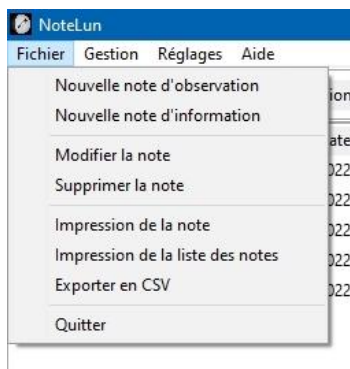 NoteLun
Fichier Gestion Réglages Aide
Nouvelle note d'observation
Nouvelle note d'information
Modifier la note
Supprimer la note
Impression de la note
Impression de la liste des notes
Exporter en CSV
Quitter